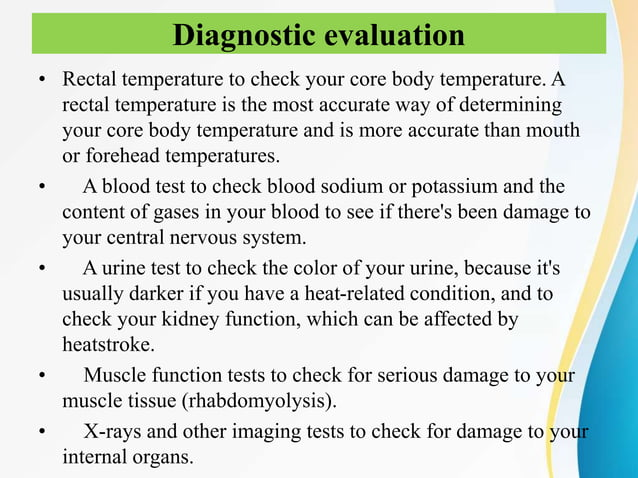 Diagnostic evaluation
• Rectal temperature to check your core body temperature. A
rectal temperature is the most accurate way of determining
your core body temperature and is more accurate than mouth
or forehead temperatures.
• A blood test to check blood sodium or potassium and the
content of gases in your blood to see if there's been damage to
your central nervous system.
• A urine test to check the color of your urine, because it's
usually darker if you have a heat-related condition, and to
check your kidney function, which can be affected by
heatstroke.
• Muscle function tests to check for serious damage to your
muscle tissue (rhabdomyolysis).
• X-rays and other imaging tests to check for damage to your
internal organs.